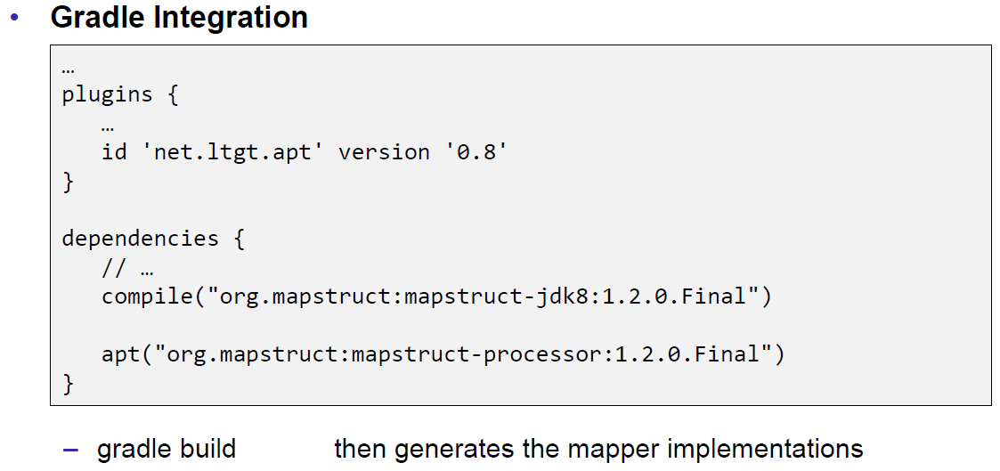 • Gradle Integration
…
plugins {
…
id 'net.ltgt.apt' version '0.8'
}
dependencies {
// …
compile("org.mapstruct:mapstruct-jdk8:1.2.0.Final")
apt("org.mapstruct:mapstruct-processor:1.2.0.Final")
}
– gradle build then generates the mapper implementations